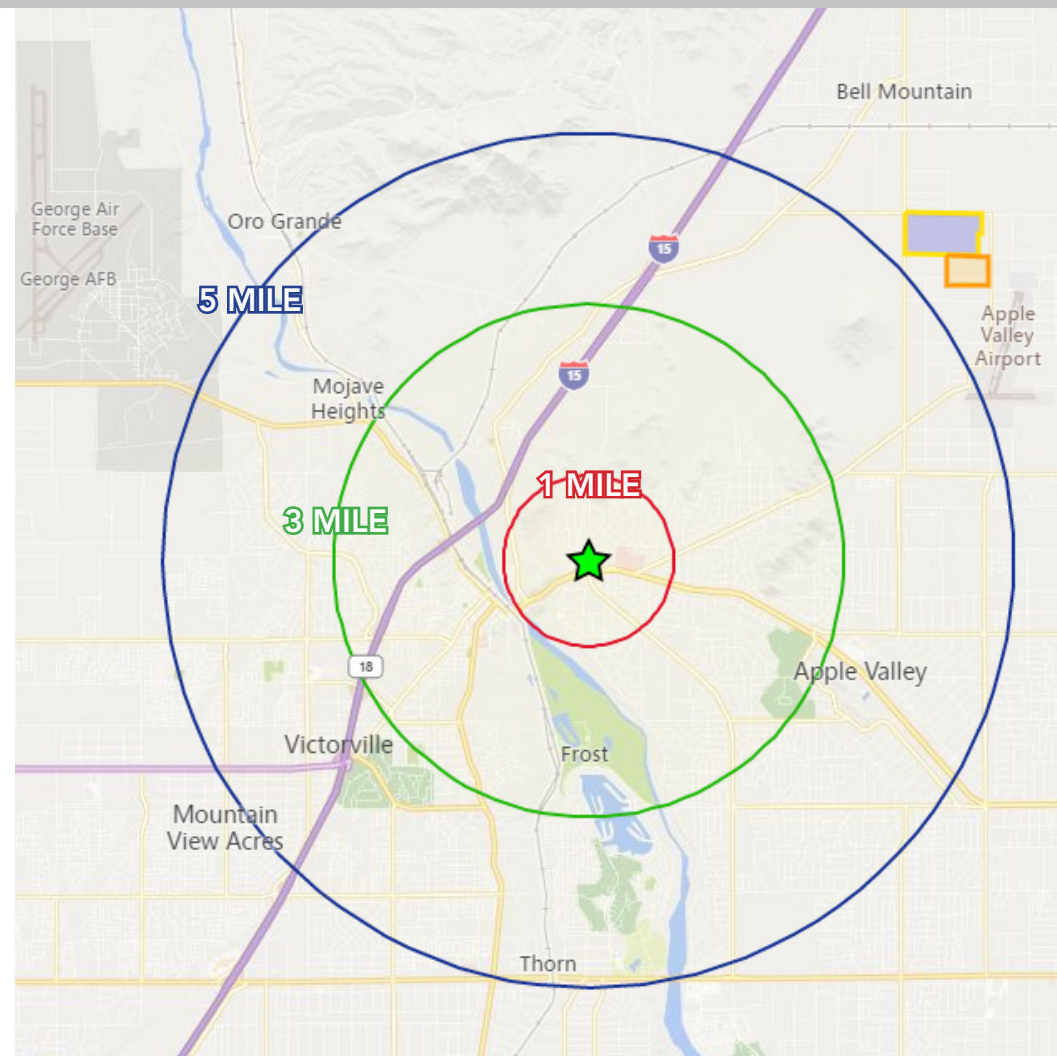 Bell Mountain
George Air
Force Base
Oro Grande
15
George AFB
5 MILE
Apple
Valley
Airport
15
Mojave
Heights
1 MILE
3 MILE
18
Apple Valley
Victorville
Frost
Mountain
View Acres
Thorn